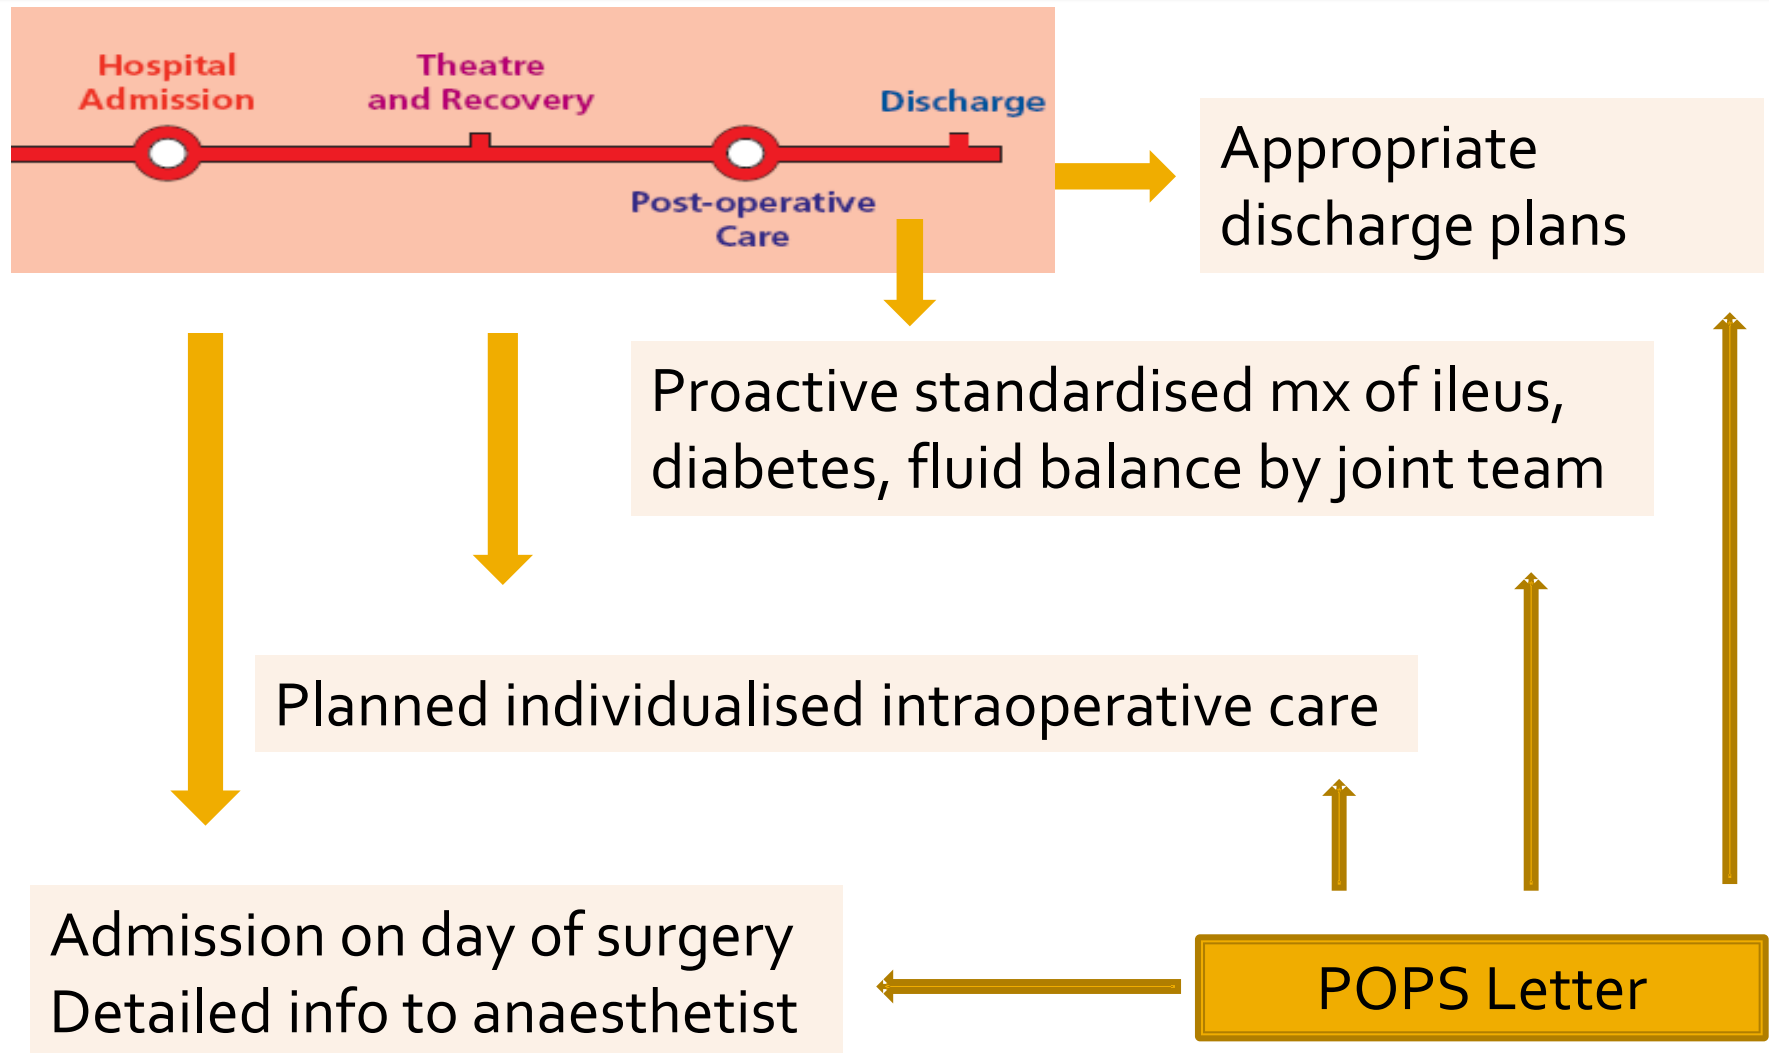 Hospital
Admission
Theatre
and Recovery
Discharge
Post-operative
Care
Appropriate
discharge plans
Proactive standardised mx of ileus,
diabetes, fluid balance by joint team
Planned individualised intraoperative care
Admission on day of surgery
Detailed info to anaesthetist
POPS Letter